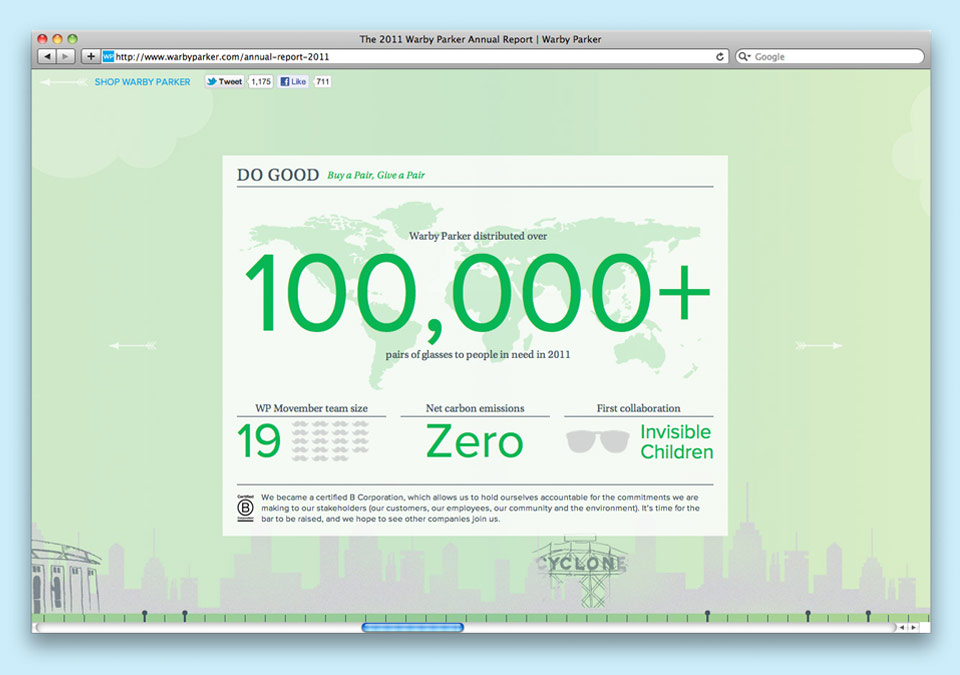 The 2011 Warby Parker Annual Report | Warby Parker
WP http://www.warbyparker.com/annual-report-2011
Google
SHOP WARBY PARKER
Tweet
1,175
Like
711
DO GOOD Buy a Pair, Give a Pair
Warby Parker distributed over
100,000+
pairs of glasses to people in need in 2011
WP Movember team size
19
Net carbon emissions
Zero
First collaboration
Invisible
Children
Certified
B
Corporation
We became a certified B Corporation, which allows us to hold ourselves accountable for the commitments we are
making to our stakeholders (our customers, our employees, our community and the environment). It's time for the
bar to be raised, and we hope to see other companies join us.
CYCLONE